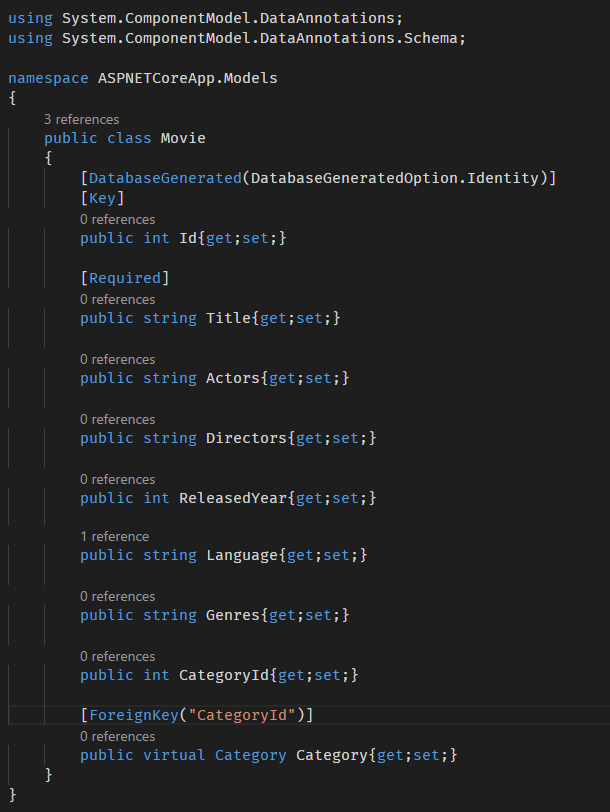 using System.ComponentModel.DataAnnotations;
using System.ComponentModel.DataAnnotations.Schema;
namespace ASPNETCoreApp.Models
{
3 references
public class Movie
{
[DatabaseGenerated(DatabaseGeneratedOption.Identity)]
[Key]
0 references
public int Id{get;set;}
[Required]
0 references
public string Title{get;set;}
0 references
public string Actors{get;set;}
0 references
public string Directors{get;set;}
0 references
public int ReleasedYear{get;set;}
1 reference
public string Language{get;set;}
0 references
public string Genres{get;set;}
0 references
public int CategoryId{get;set;}
[ForeignKey("CategoryId")]
0 references
public virtual Category Category{get;set;}
}
}